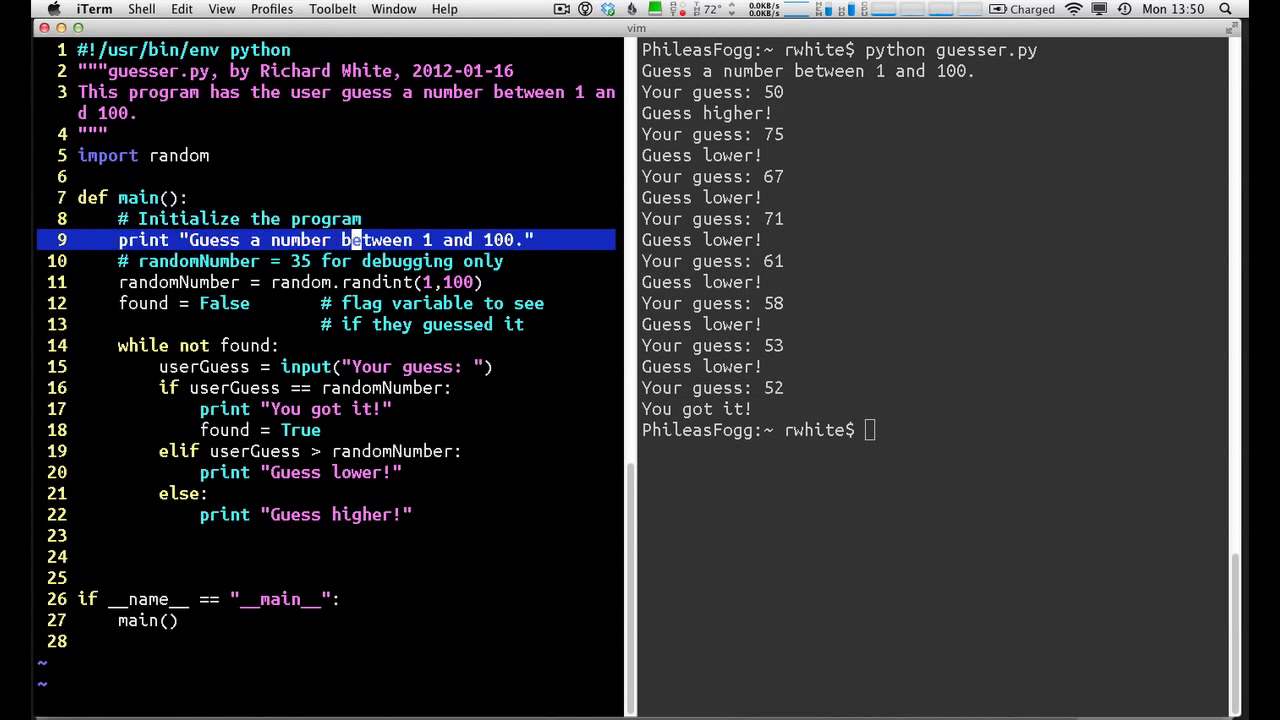 iTerm Shell Edit View Profiles Toolbelt Window Help 72° 0.0KB/s 0.0KB/s Charged Mon 13:50
vim
1 #!/usr/bin/env python
2 """guesser.py, by Richard White, 2012-01-16
3 This program has the user guess a number between 1 an
d 100.
4 """
5 import random
6
7 def main():
8 # Initialize the program
9 print "Guess a number between 1 and 100."
10 # randomNumber = 35 for debugging only
11 randomNumber = random.randint(1,100)
12 found = False # flag variable to see
13 # if they guessed it
14 while not found:
15 userGuess = input("Your guess: ")
16 if userGuess == randomNumber:
17 print "You got it!"
18 found = True
19 elif userGuess > randomNumber:
20 print "Guess lower!"
21 else:
22 print "Guess higher!"
23
24
25
26 if __name__ == "__main__":
27 main()
28
~
~
PhileasFogg:~ rwhite$ python guesser.py
Guess a number between 1 and 100.
Your guess: 50
Guess higher!
Your guess: 75
Guess lower!
Your guess: 67
Guess lower!
Your guess: 71
Guess lower!
Your guess: 61
Guess lower!
Your guess: 58
Guess lower!
Your guess: 53
Guess lower!
Your guess: 52
You got it!
PhileasFogg:~ rwhite$